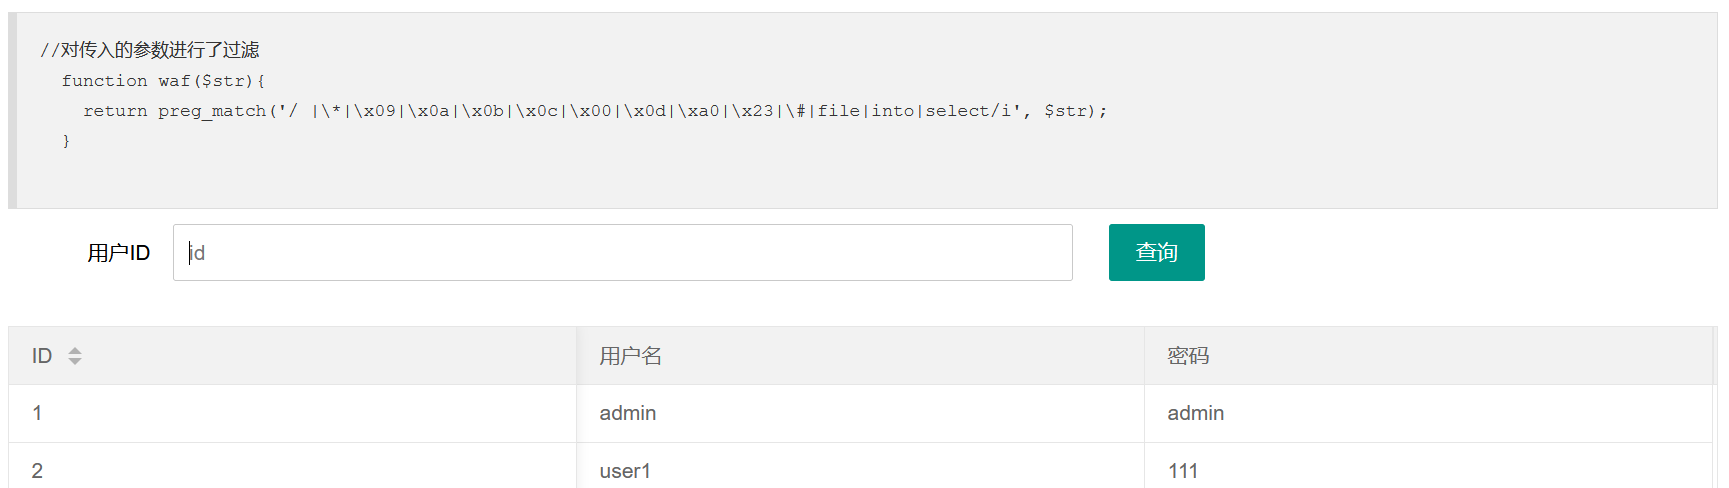 //对传入的参数进行了过滤
function waf($str){
return preg_match('/ |\*|\x09|\x0a|\x0b|\x0c|\x00|\x0d|\xa0|\x23|\#|file|into|select/i', $str);
}
用户ID id 查询
ID 用户名 密码
1 admin admin
2 user1 111